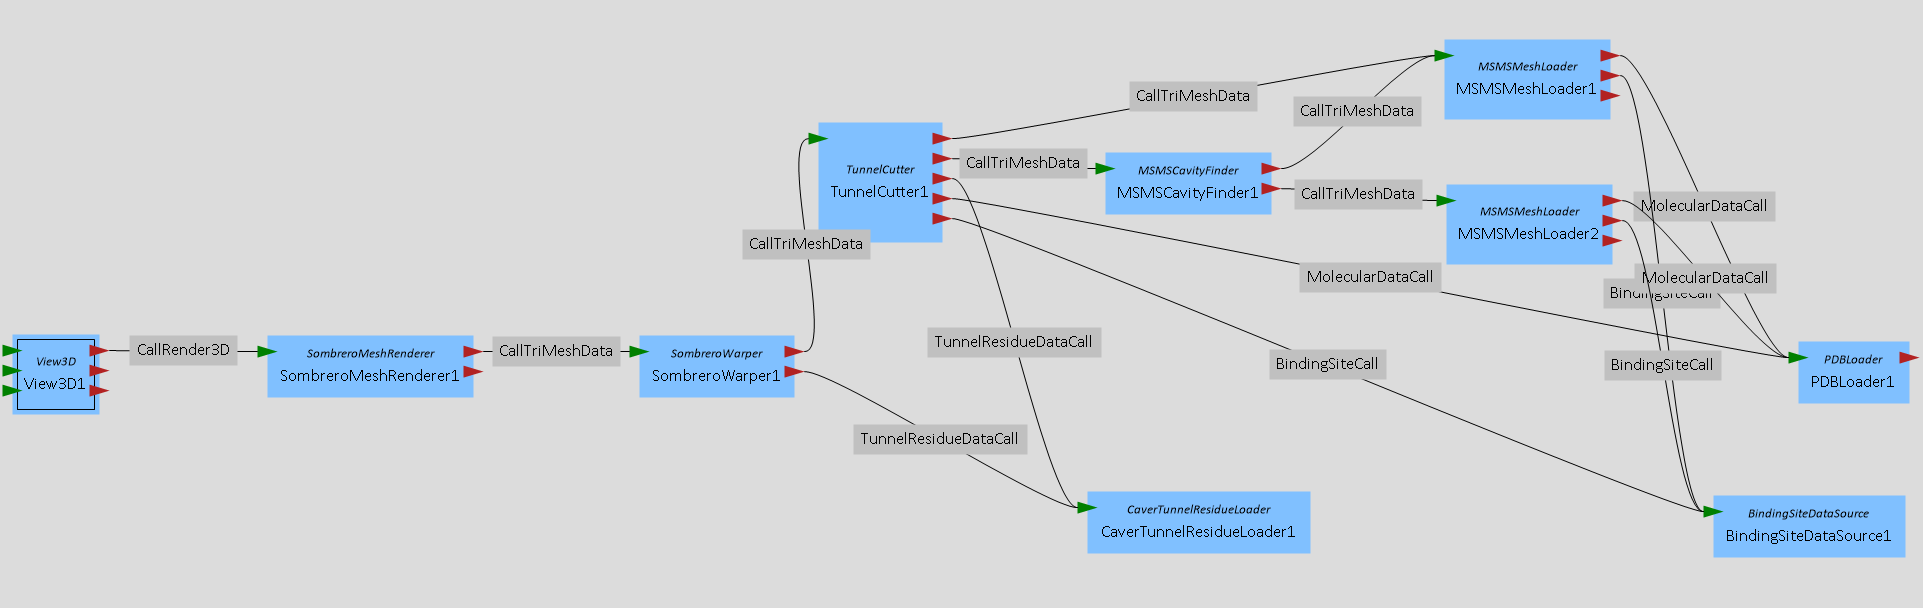 View3D
View3D1
CallRender3D
SombreroMeshRenderer
SombreroMeshRenderer1
CallTriMeshData
SombreroWarper
SombreroWarper1
CallTriMeshData
TunnelResidueDataCall
TunnelCutter
TunnelCutter1
CallTriMeshData
CallTriMeshData
TunnelResidueDataCall
MolecularDataCall
BindingSiteCall
MSMSCavityFinder
MSMSCavityFinder1
CallTriMeshData
CallTriMeshData
CaverTunnelResidueLoader
CaverTunnelResidueLoader1
MSMSMeshLoader
MSMSMeshLoader1
MSMSMeshLoader
MSMSMeshLoader2
MolecularDataCall
MolecularDataCall
BindingSiteCall
BindingSiteCall
PDBLoader
PDBLoader1
BindingSiteDataSource
BindingSiteDataSource1